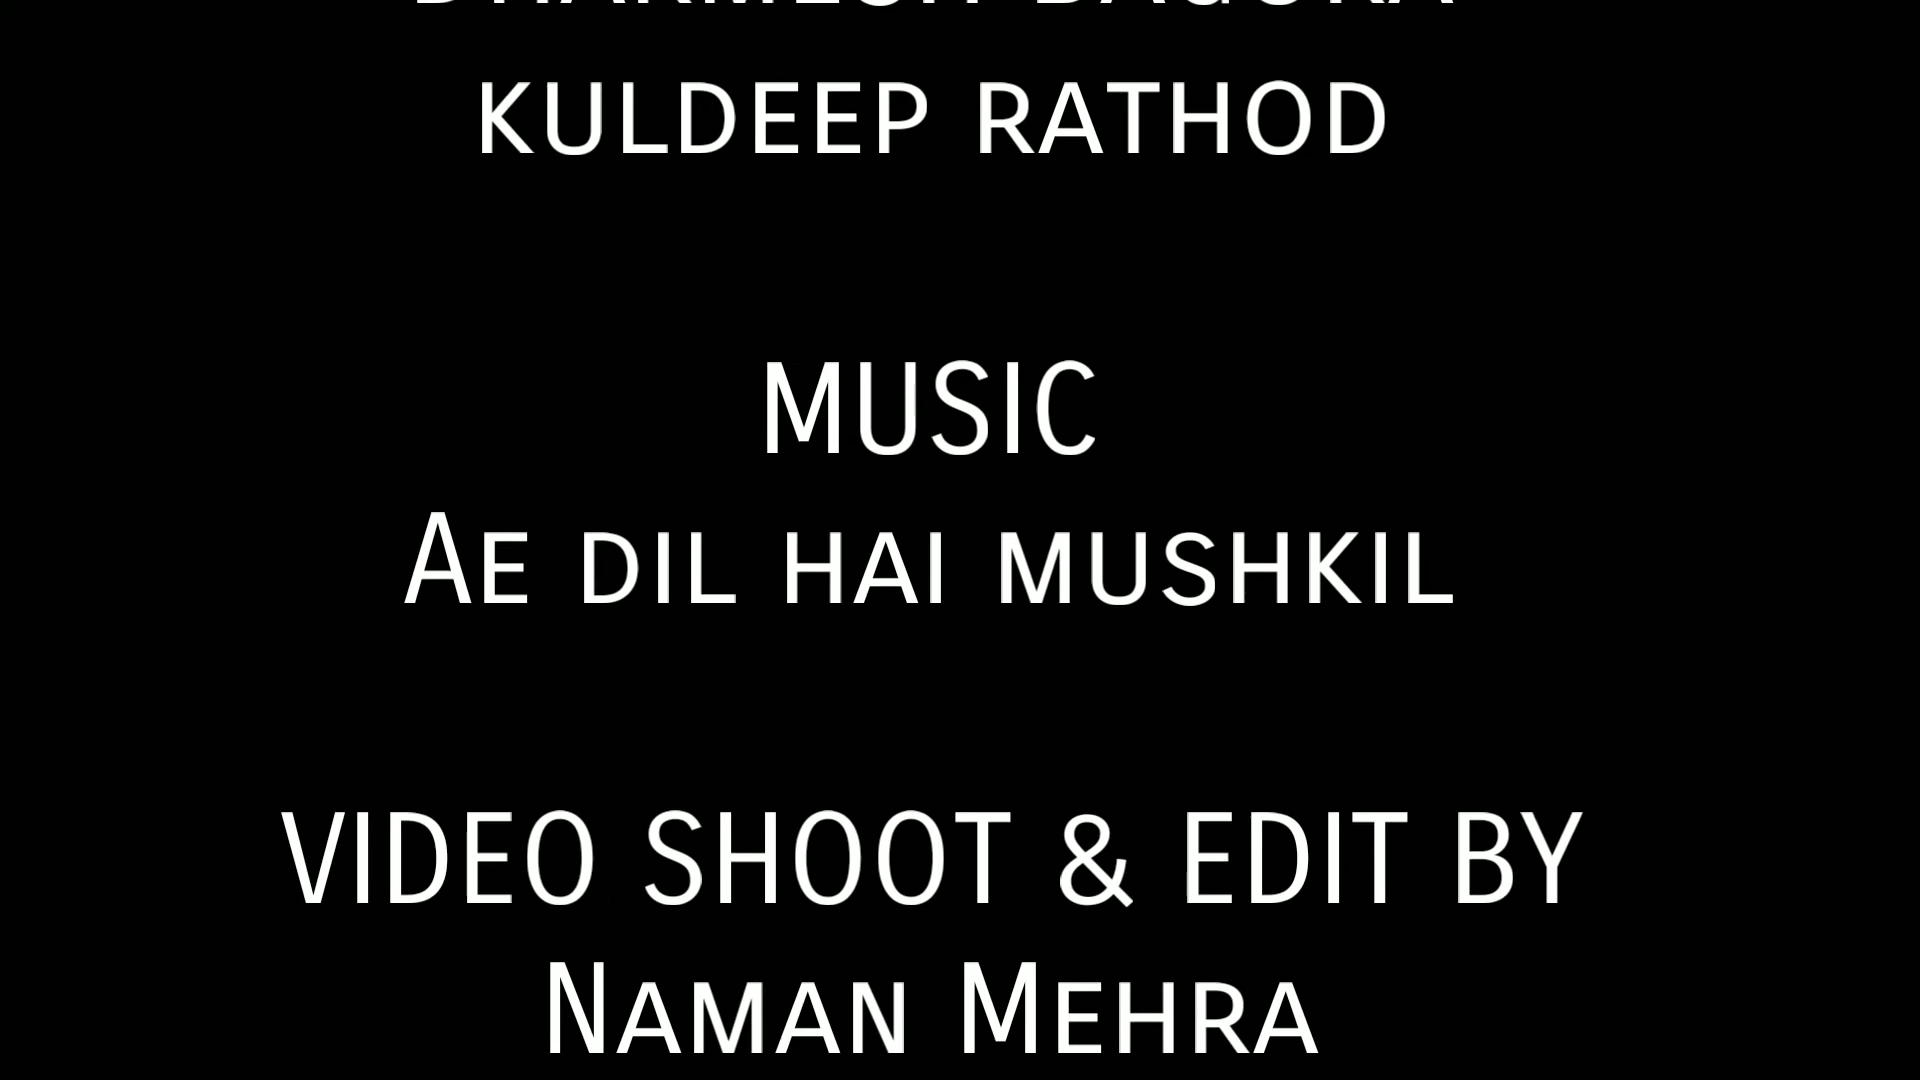 KULDEEP RATHOD
MUSIC
AE DIL HAI MUSHKIL
VIDEO SHOOT & EDIT BY
NAMAN MEHRA